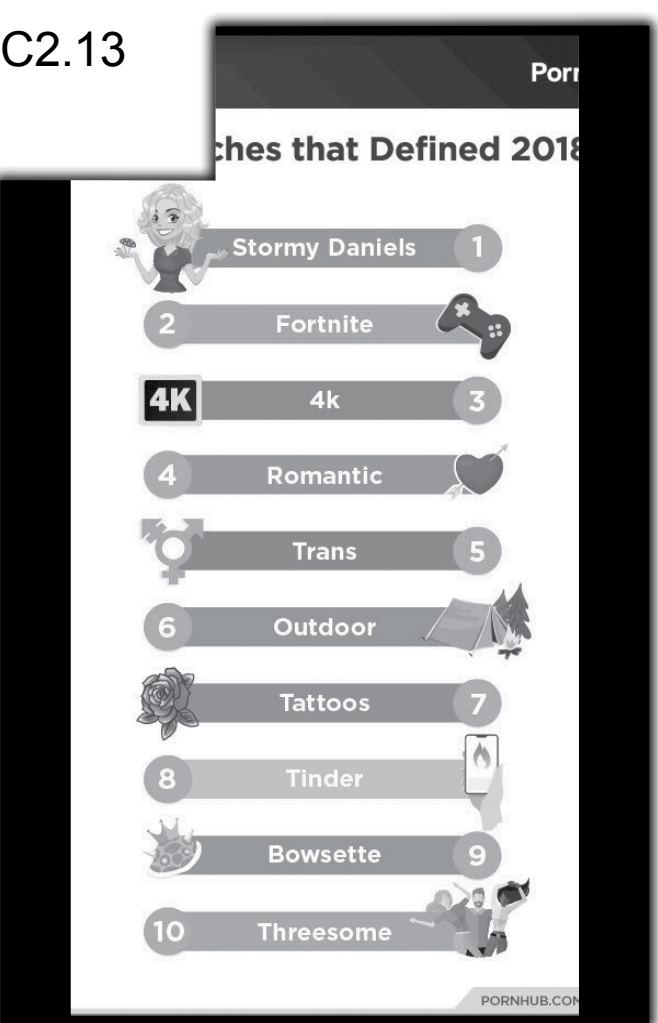 C2.13
Porn
ches that Defined 2018
Stormy Daniels 1
2 Fortnite
4K 4k 3
4 Romantic
Trans 5
6 Outdoor
Tattoos 7
8 Tinder
Bowsette 9
10 Threesome
PORNHUB.COM